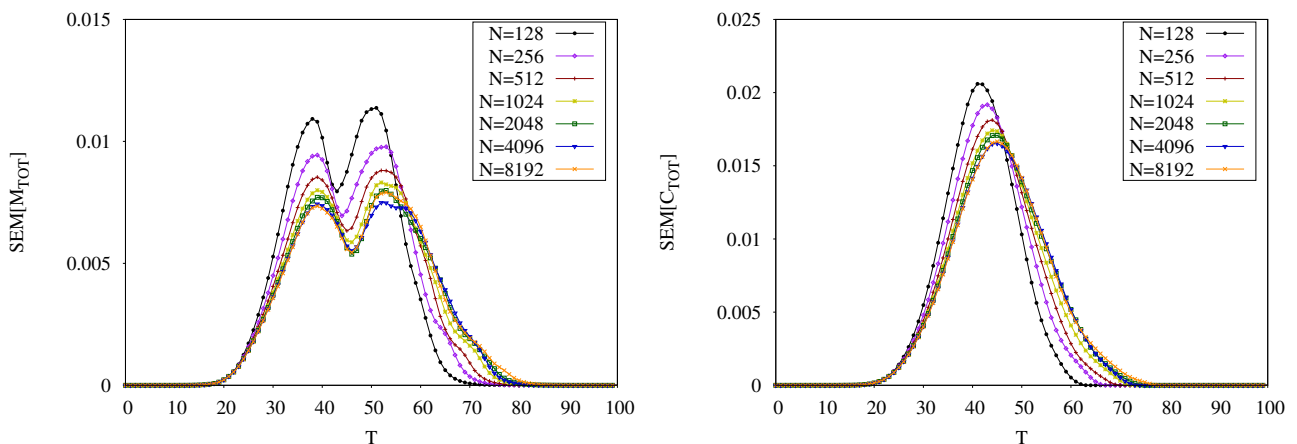 0.015
0.01
0.005
0
SEM[M_TOT]
0 10 20 30 40 50 60 70 80 90 100
T
N=128
N=256
N=512
N=1024
N=2048
N=4096
N=8192
0.025
0.02
0.015
0.01
0.005
0
SEM[C_TOT]
0 10 20 30 40 50 60 70 80 90 100
T
N=128
N=256
N=512
N=1024
N=2048
N=4096
N=8192